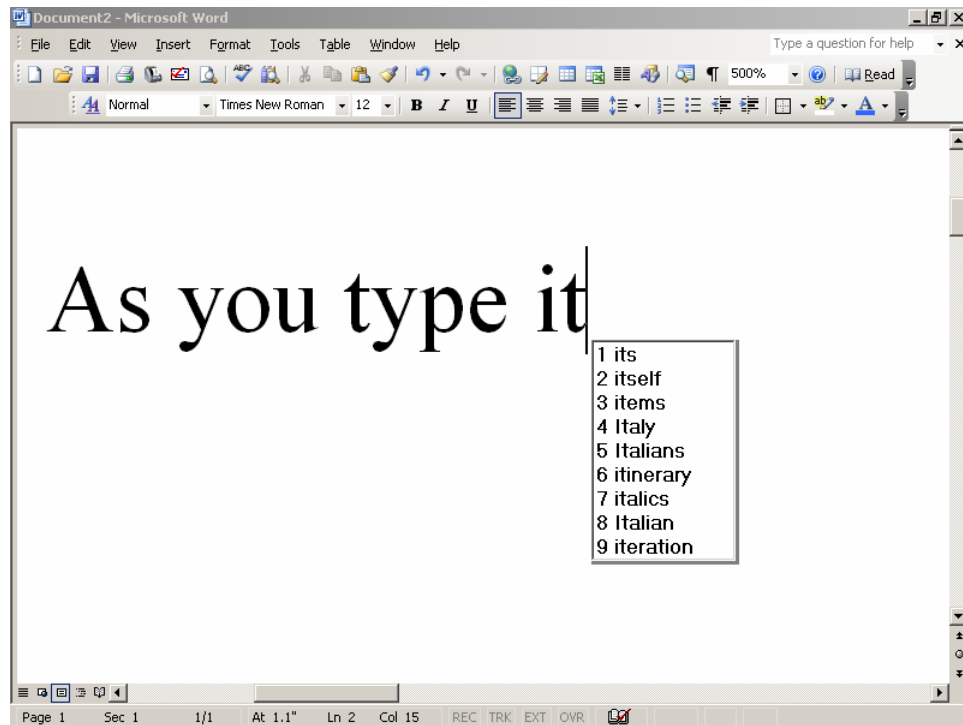 Document2 - Microsoft Word
File Edit View Insert Format Tools Table Window Help Type a question for help
ABC ¶ 500% Read
Normal Times New Roman 12 B I U ab A
As you type it
1 its
2 itself
3 items
4 Italy
5 Italians
6 itinerary
7 italics
8 Italian
9 iteration
Page 1 Sec 1 1/1 At 1.1" Ln 2 Col 15 REC TRK EXT OVR